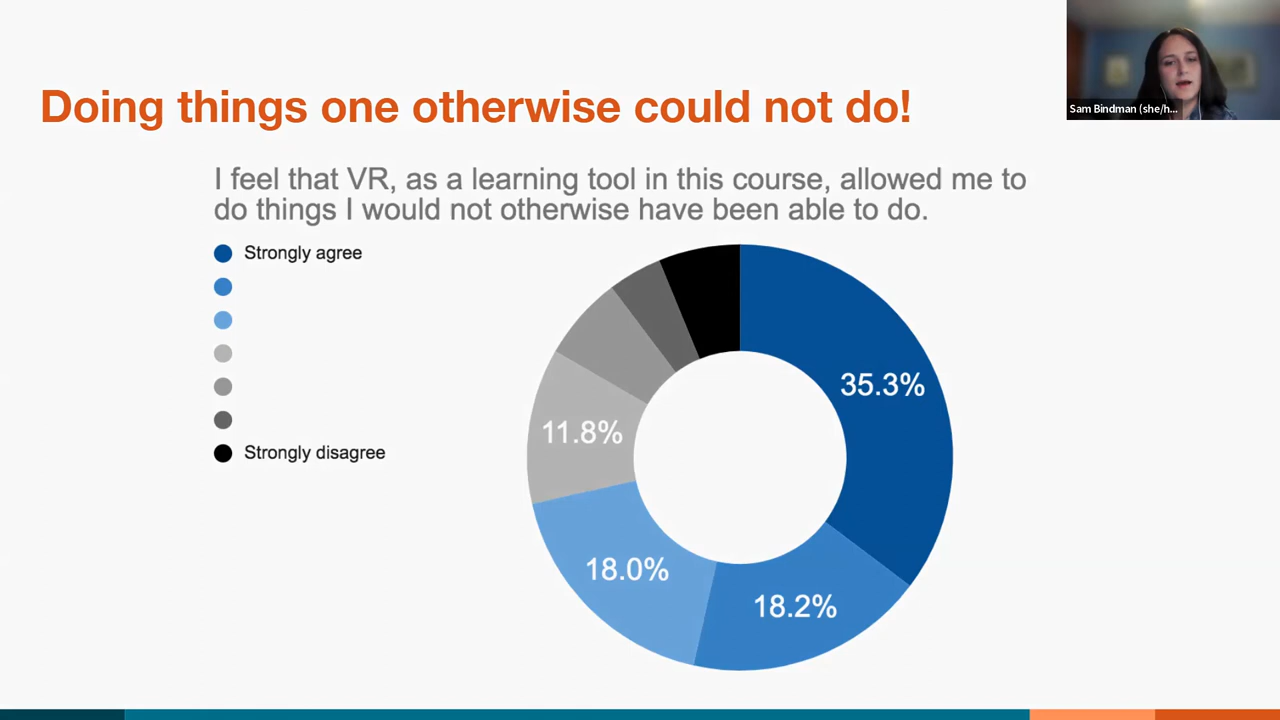 Doing things one otherwise could not do!
Sam Bindman (she/h...
I feel that VR, as a learning tool in this course, allowed me to
do things I would not otherwise have been able to do.
Strongly agree
Strongly disagree
35.3%
11.8%
18.0%
18.2%